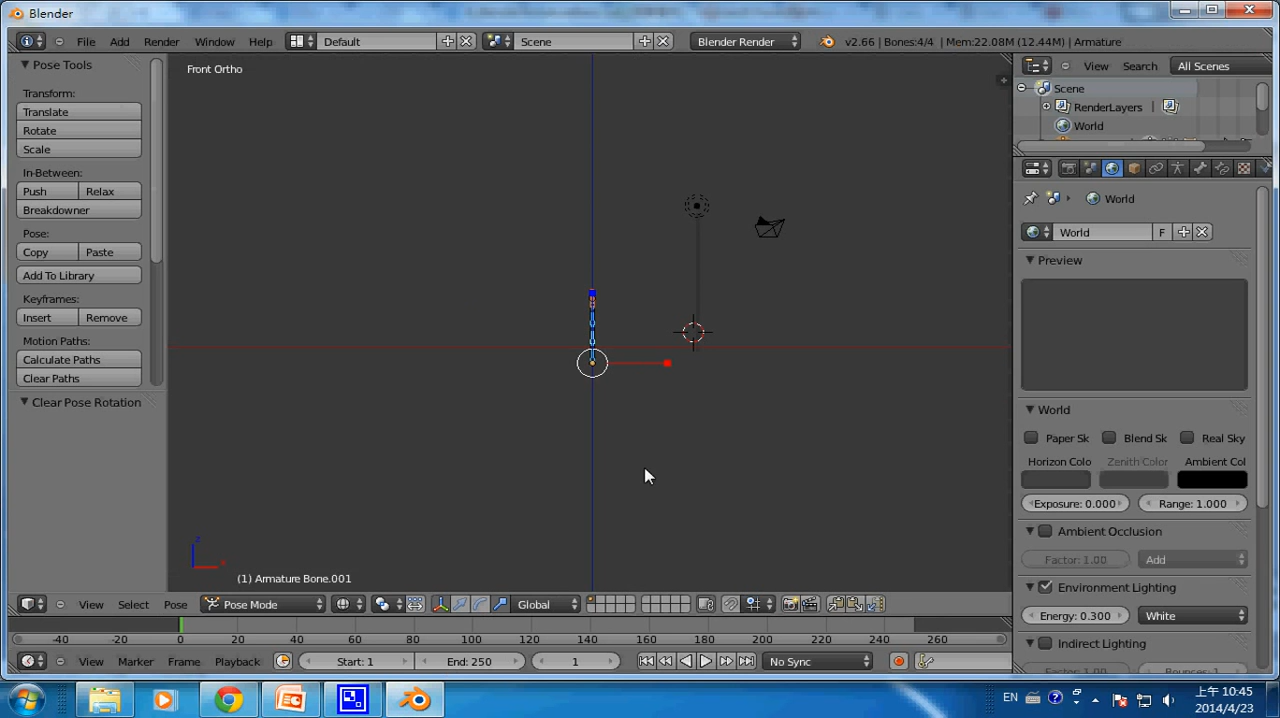 Blender
File Add Render Window Help Default Scene Blender Render v2.66 | Bones:4/4 | Mem:22.08M (12.44M) | Armature
Pose Tools
Transform:
Translate
Rotate
Scale
In-Between:
Push Relax
Breakdowner
Pose:
Copy Paste
Add To Library
Keyframes:
Insert Remove
Motion Paths:
Calculate Paths
Clear Paths
Clear Pose Rotation
Front Ortho
z
x
(1) Armature Bone.001
View Search All Scenes
Scene
RenderLayers |
World
World
World F
Preview
World
Paper Sk Blend Sk Real Sky
Horizon Colo Zenith Color Ambient Col
Exposure: 0.000 Range: 1.000
Ambient Occlusion
Factor: 1.00 Add
Environment Lighting
Energy: 0.300 White
Indirect Lighting
View Select Pose Pose Mode Global
-40 -20 0 20 40 60 80 100 120 140 160 180 200 220 240 260
View Marker Frame Playback Start: 1 End: 250 1 No Sync
EN 上午 10:45
2014/4/23